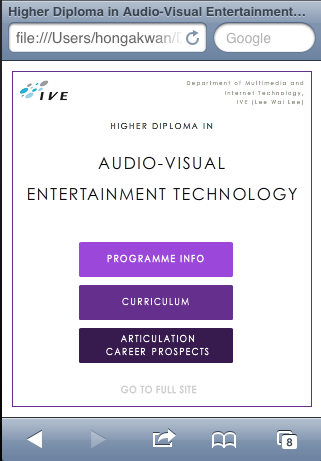 Higher Diploma in Audio-Visual Entertainment...
file:///Users/hongakwan/
Google
IVE
Department of Multimedia and
Internet Technology,
IVE (Lee Wai Lee)
HIGHER DIPLOMA IN
AUDIO-VISUAL
ENTERTAINMENT TECHNOLOGY
PROGRAMME INFO
CURRICULUM
ARTICULATION
CAREER PROSPECTS
GO TO FULL SITE
8